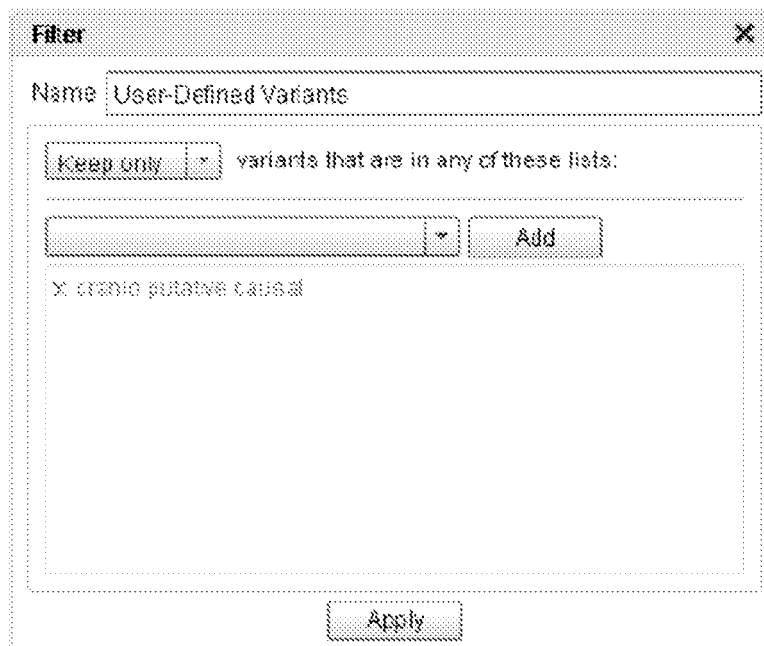 Filter
Name User-Defined Variants
Keep only variants that are in any of these lists:
Add
x cranio putative causal
Apply